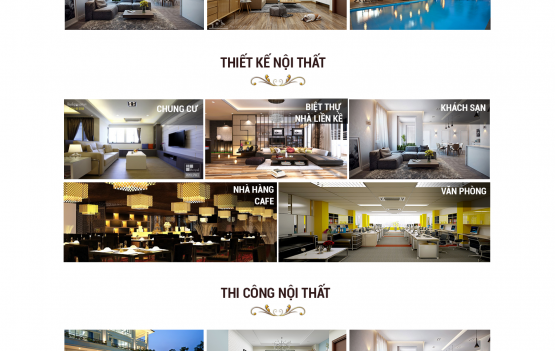 THIẾT KẾ NỘI THẤT
CHUNG CƯ
BIỆT THỰ
NHÀ LIỀN KỀ
KHÁCH SẠN
NHÀ HÀNG
CAFE
VĂN PHÒNG
THI CÔNG NỘI THẤT